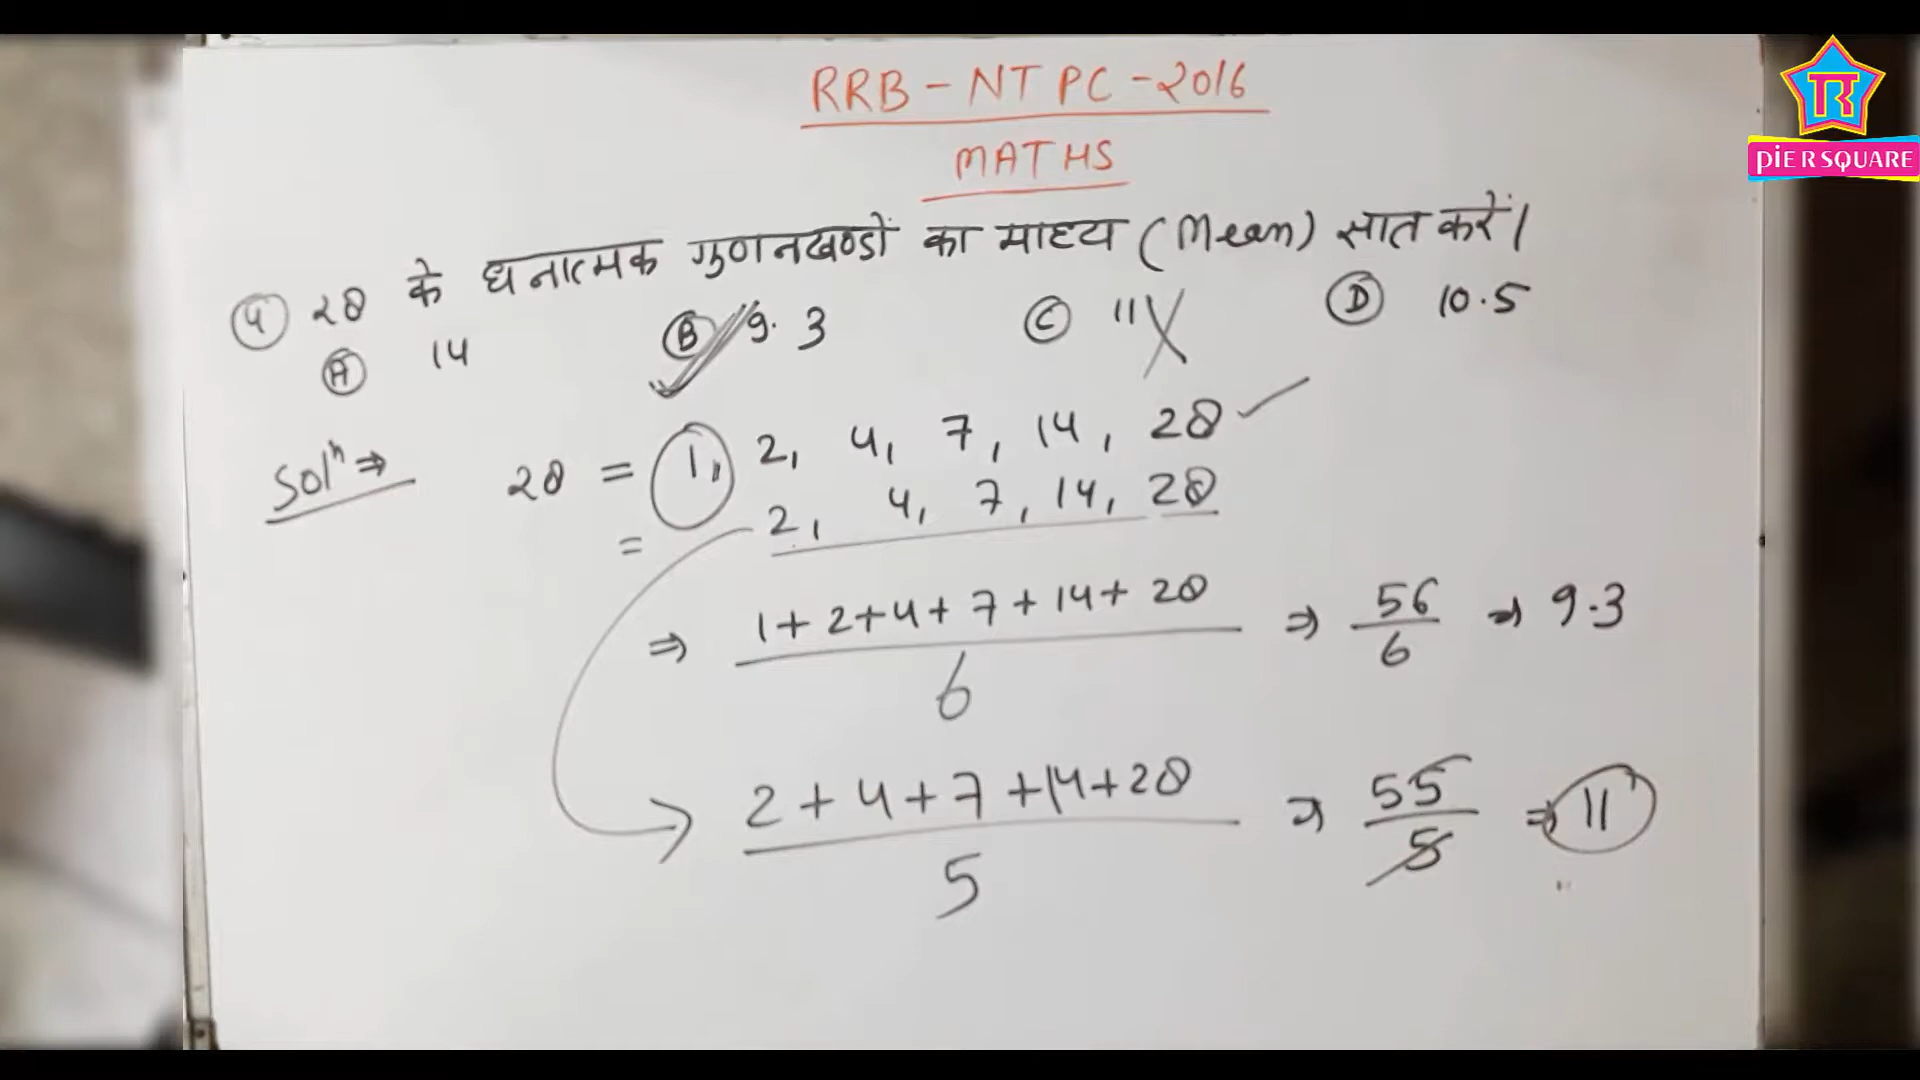 RRB - NTPC - 2016
MATHS
PiE R SQUARE
4 28 के धनात्मक गुणनखण्डों का माध्य (Mean) ज्ञात करें।
A 14 B 9.3 C 11 D 10.5
Solⁿ ⇒ 28 = 1, 2, 4, 7, 14, 28
= 2, 4, 7, 14, 28
⇒ 1+2+4+7+14+28 / 6 ⇒ 56/6 ⇒ 9.3
2+4+7+14+28 / 5 ⇒ 55/5 ⇒ 11